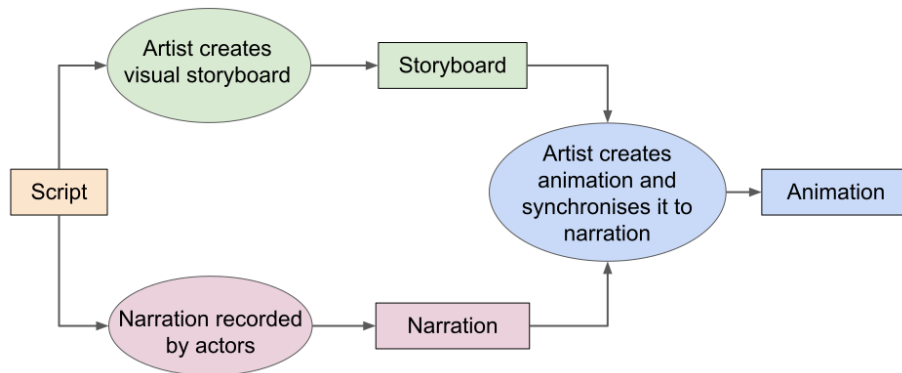 Artist creates
visual storyboard
Storyboard
Script
Artist creates
animation and
synchronises it to
narration
Animation
Narration recorded
by actors
Narration